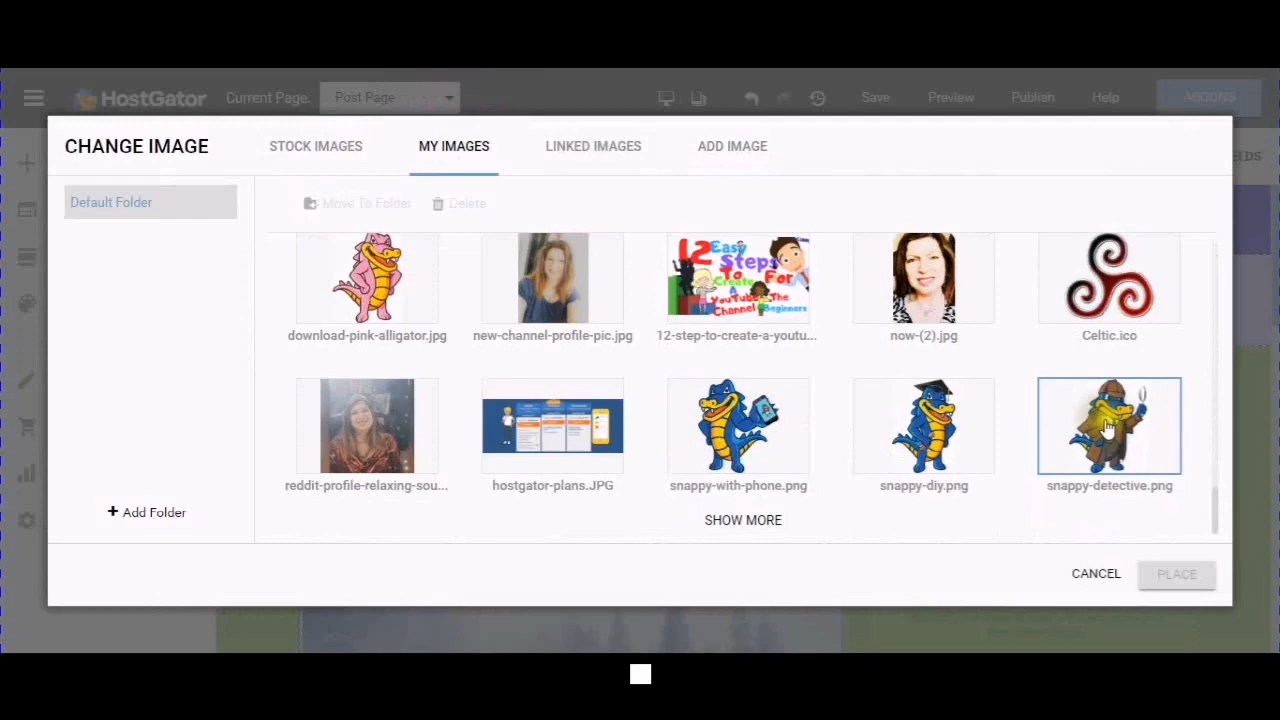 HostGator Current Page: Post Page Save Preview Publish Help ADDONS
CHANGE IMAGE STOCK IMAGES MY IMAGES LINKED IMAGES ADD IMAGE
Default Folder Move To Folder Delete
12 Easy
Steps
To For
Create
A The
YouTube Beginners
Channel
download-pink-alligator.jpg new-channel-profile-pic.jpg 12-step-to-create-a-youtu... now-(2).jpg Celtic.ico
reddit-profile-relaxing-sou... hostgator-plans.JPG snappy-with-phone.png snappy-diy.png snappy-detective.png
+ Add Folder SHOW MORE
CANCEL PLACE